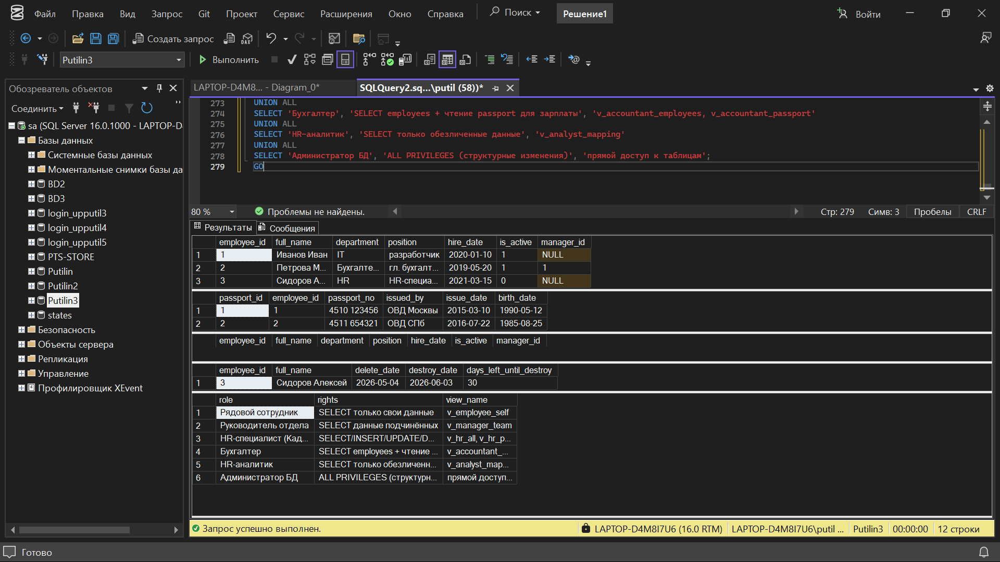 Файл Правка Вид Запрос Git Проект Сервис Расширения Окно Справка Поиск Решение1 Войти
Создать запрос DAX
Putilin3 Выполнить
Обозреватель объектов
Соединить
sa (SQL Server 16.0.1000 - LAPTOP-D
Базы данных
Системные базы данных
Моментальные снимки базы да
BD2
BD3
login_upputil3
login_upputil4
login_upputil5
PTS-STORE
Putilin
Putilin2
Putilin3
states
Безопасность
Объекты сервера
Репликация
Управление
Профилировщик XEvent
LAPTOP-D4M8... - Diagram_0* SQLQuery2.sq...\putil (58))*
273 UNION ALL
274 SELECT 'Бухгалтер', 'SELECT employees + чтение passport для зарплаты', 'v_accountant_employees, v_accountant_passport'
275 UNION ALL
276 SELECT 'HR-аналитик', 'SELECT только обезличенные данные', 'v_analyst_mapping'
277 UNION ALL
278 SELECT 'Администратор БД', 'ALL PRIVILEGES (структурные изменения)', 'прямой доступ к таблицам';
279 GO
80 % Проблемы не найдены. Стр: 279 Симв: 3 Пробелы CRLF
Результаты Сообщения
employee_id full_name department position hire_date is_active manager_id
1 1 Иванов Иван IT разработчик 2020-01-10 1 NULL
2 2 Петрова М... Бухгалте... гл. бухгалт... 2019-05-20 1 1
3 3 Сидоров А... HR HR-специа... 2021-03-15 0 NULL
passport_id employee_id passport_no issued_by issue_date birth_date
1 1 1 4510 123456 ОВД Москвы 2015-03-10 1990-05-12
2 2 2 4511 654321 ОВД СПб 2016-07-22 1985-08-25
employee_id full_name department position hire_date is_active manager_id
employee_id full_name delete_date destroy_date days_left_until_destroy
1 3 Сидоров Алексей 2026-05-04 2026-06-03 30
role rights view_name
1 Рядовой сотрудник SELECT только свои данные v_employee_self
2 Руководитель отдела SELECT данные подчинённых v_manager_team
3 HR-специалист (Кад... SELECT/INSERT/UPDATE/D... v_hr_all, v_hr_p...
4 Бухгалтер SELECT employees + чтение ... v_accountant_...
5 HR-аналитик SELECT только обезличенн... v_analyst_map...
6 Администратор БД ALL PRIVILEGES (структурн... прямой доступ...
Запрос успешно выполнен. LAPTOP-D4M8I7U6 (16.0 RTM) LAPTOP-D4M8I7U6\putil ... Putilin3 00:00:00 12 строки
Готово